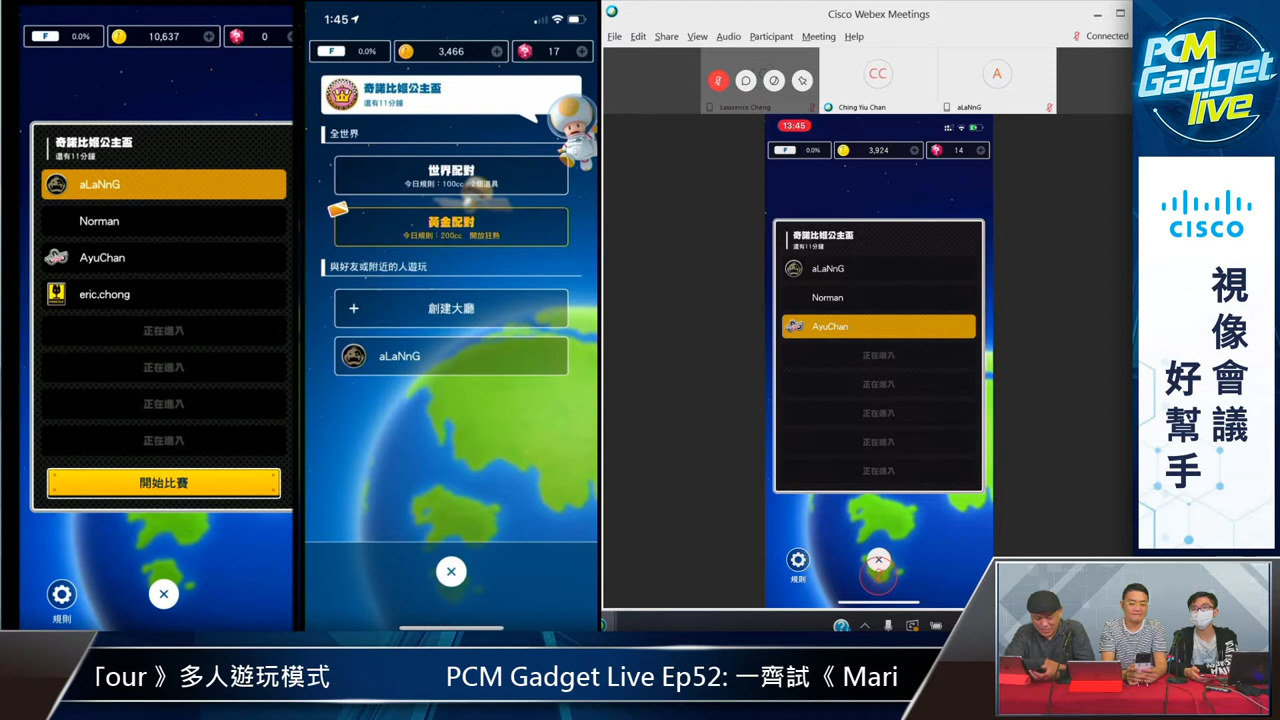 F 0.0%
10,637
0
奇諾比姬公主盃
還有11分鐘
aLaNnG
Norman
AyuChan
eric.chong
正在進入
正在進入
正在進入
正在進入
開始比賽
規則
1:45
F 0.0%
3,466
17
奇諾比姬公主盃
還有11分鐘
全世界
世界配對
今日規則：100cc 2個道具
黃金配對
今日規則：200cc 開放狂熱
與好友或附近的人遊玩
+ 創建大廳
aLaNnG
Cisco Webex Meetings
File Edit Share View Audio Participant Meeting Help
Connected
Lawrence Cheng
CC
Ching Yiu Chan
A
aLaNnG
13:45
F 0.0%
3,924
14
奇諾比姬公主盃
還有11分鐘
aLaNnG
Norman
AyuChan
正在進入
正在進入
正在進入
正在進入
正在進入
規則
PCM
Gadget
live
CISCO
視像會議
好幫手
Tour 》多人遊玩模式
PCM Gadget Live Ep52: 一齊試《 Mari